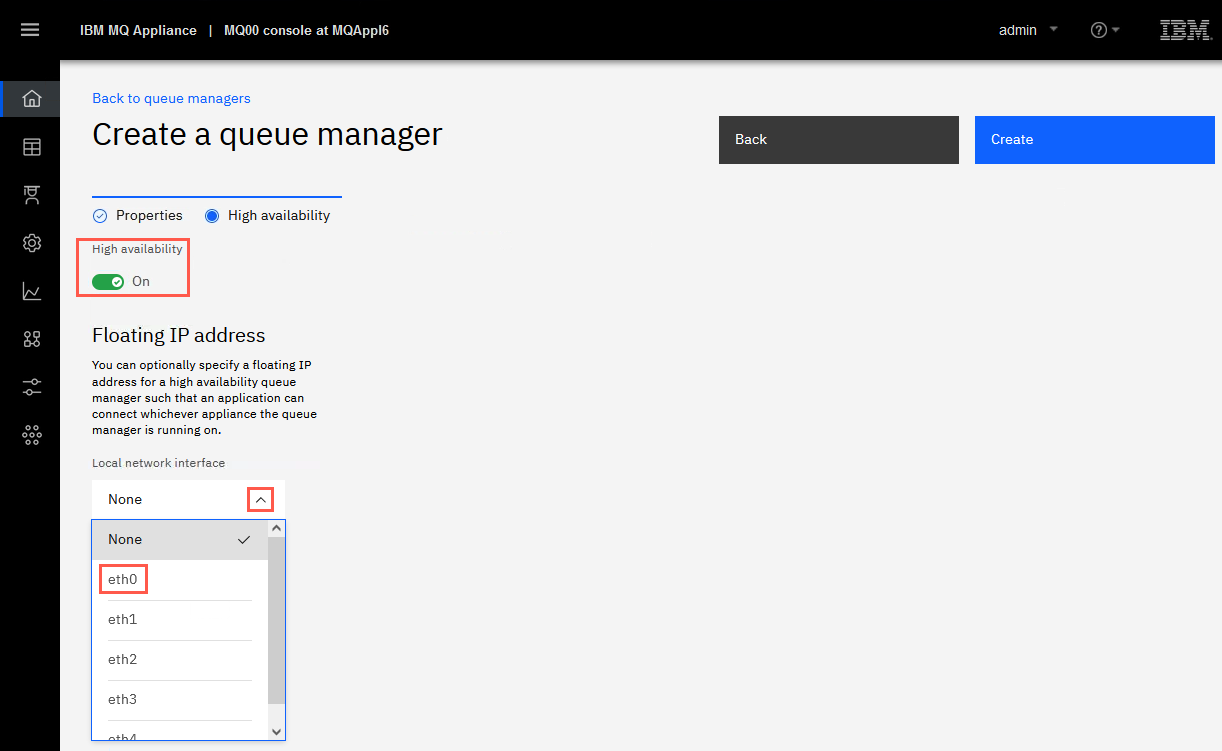 IBM MQ Appliance | MQ00 console at MQAppl6
admin
IBM
Back to queue managers
Create a queue manager
Back
Create
Properties
High availability
High availability
On
Floating IP address
You can optionally specify a floating IP
address for a high availability queue
manager such that an application can
connect whichever appliance the queue
manager is running on.
Local network interface
None
None
eth0
eth1
eth2
eth3
eth4